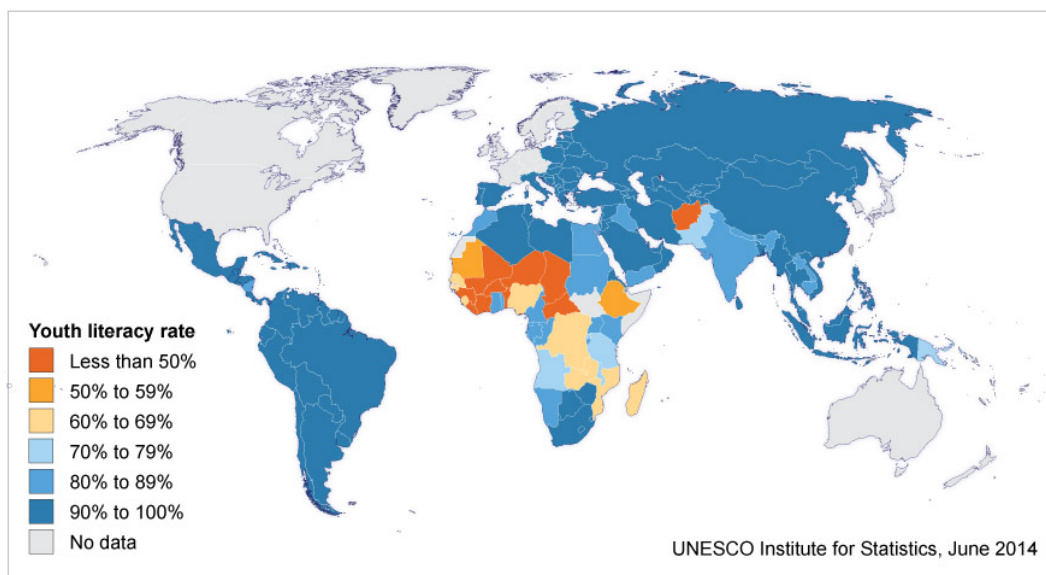 Youth literacy rate
Less than 50%
50% to 59%
60% to 69%
70% to 79%
80% to 89%
90% to 100%
No data
UNESCO Institute for Statistics, June 2014